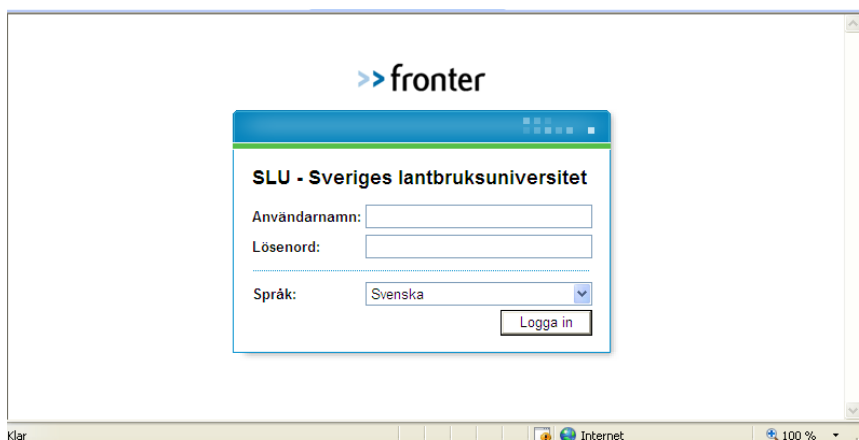 >> fronter
SLU - Sveriges lantbruksuniversitet
Användarnamn:
Lösenord:
Språk: Svenska
Logga in
Klar Internet 100 %